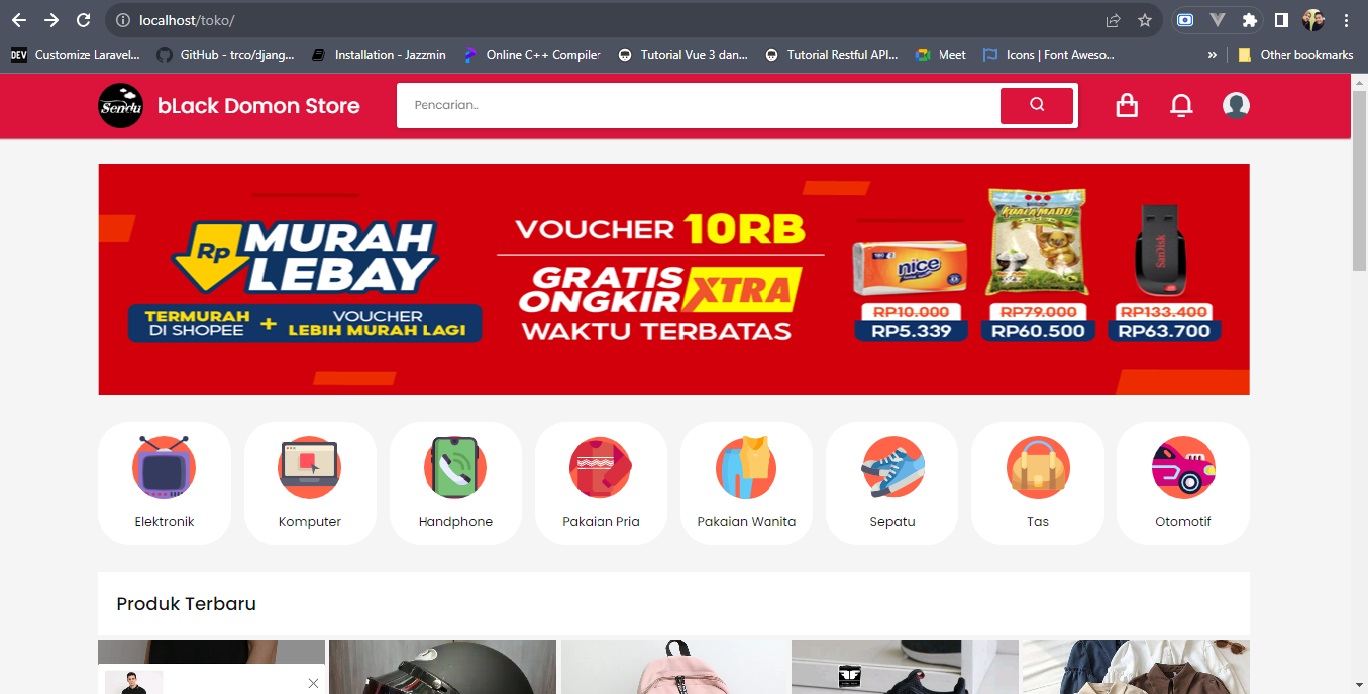 localhost/toko/
Customize Laravel...
GitHub - trco/djang...
Installation - Jazzmin
Online C++ Compiler
Tutorial Vue 3 dan...
Tutorial Restful API...
Meet
Icons | Font Aweso...
»
Other bookmarks
DEV
Sendu
bLack Domon Store
Pencarian..
Rp
MURAH
LEBAY
TERMURAH
DI SHOPEE
+
VOUCHER
LEBIH MURAH LAGI
VOUCHER 10RB
GRATIS
ONGKIR XTRA
WAKTU TERBATAS
nice
KOALA MADU
SanDisk
RP10.000
RP5.339
RP79.000
RP60.500
RP133.400
RP63.700
Elektronik
Komputer
Handphone
Pakaian Pria
Pakaian Wanita
Sepatu
Tas
Otomotif
Produk Terbaru